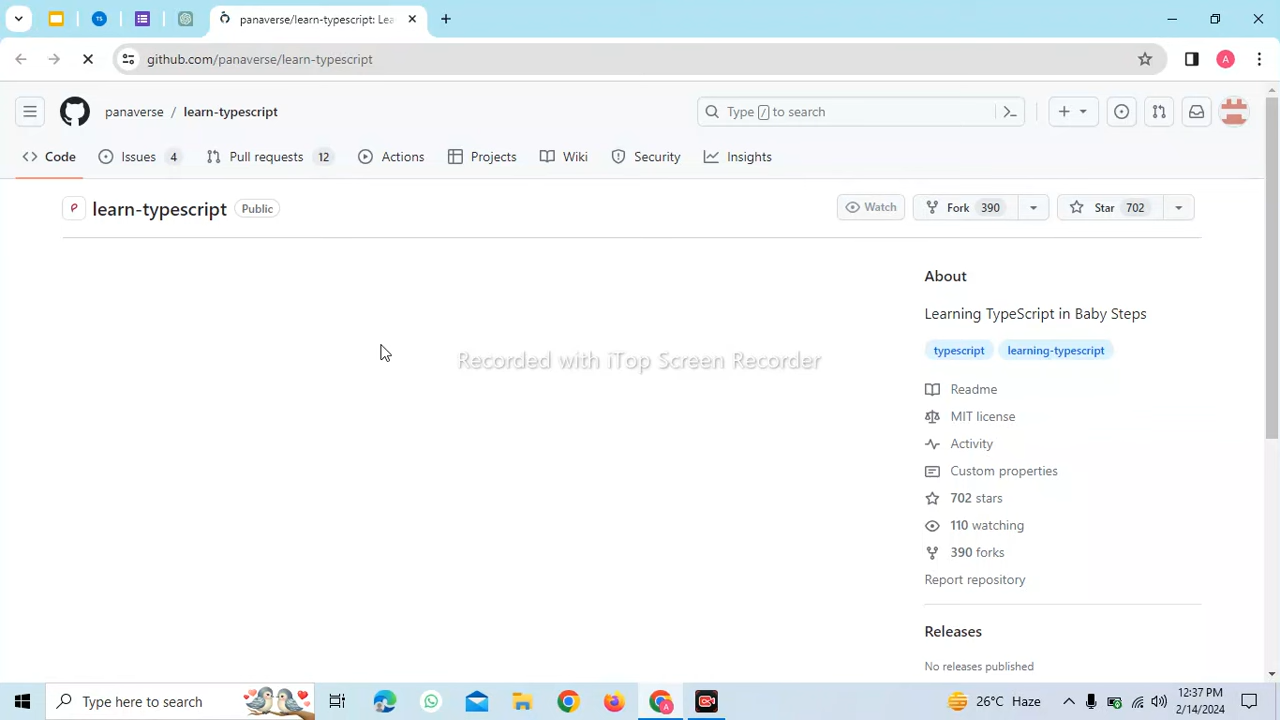 panaverse/learn-typescript: Lea
github.com/panaverse/learn-typescript
A
panaverse / learn-typescript
Type / to search
Code
Issues 4
Pull requests 12
Actions
Projects
Wiki
Security
Insights
learn-typescript Public
Watch
Fork 390
Star 702
About
Learning TypeScript in Baby Steps
typescript
learning-typescript
Recorded with iTop Screen Recorder
Readme
MIT license
Activity
Custom properties
702 stars
110 watching
390 forks
Report repository
Releases
No releases published
Type here to search
26°C Haze
12:37 PM
2/14/2024